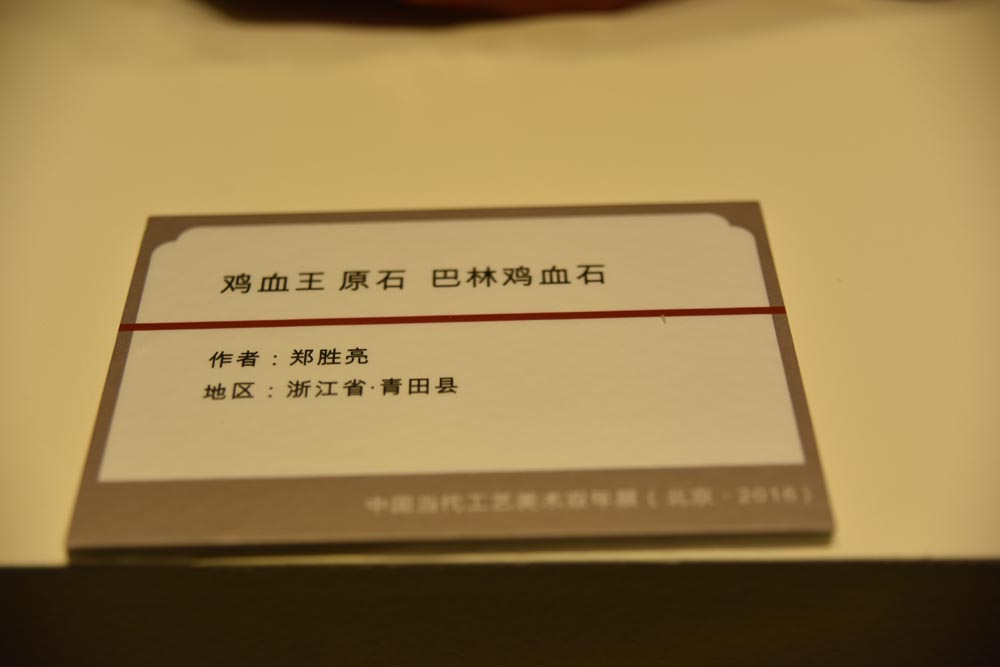 鸡血王 原石 巴林鸡血石
作者：郑胜亮
地区：浙江省·青田县
中国当代工艺美术双年展（北京·2016）